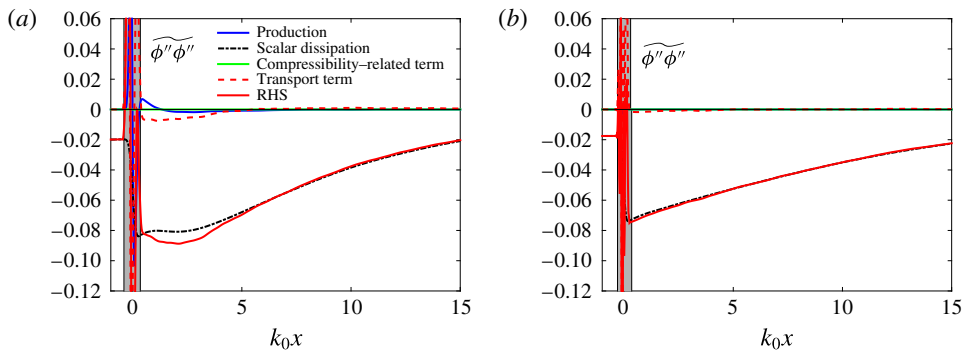 (a)
0.06
0.04
0.02
0
−0.02
−0.04
−0.06
−0.08
−0.10
−0.12
0
5
10
15
k₀x
φ″φ″
Production
Scalar dissipation
Compressibility–related term
Transport term
RHS
(b)
0.06
0.04
0.02
0
−0.02
−0.04
−0.06
−0.08
−0.10
−0.12
0
5
10
15
k₀x
φ″φ″